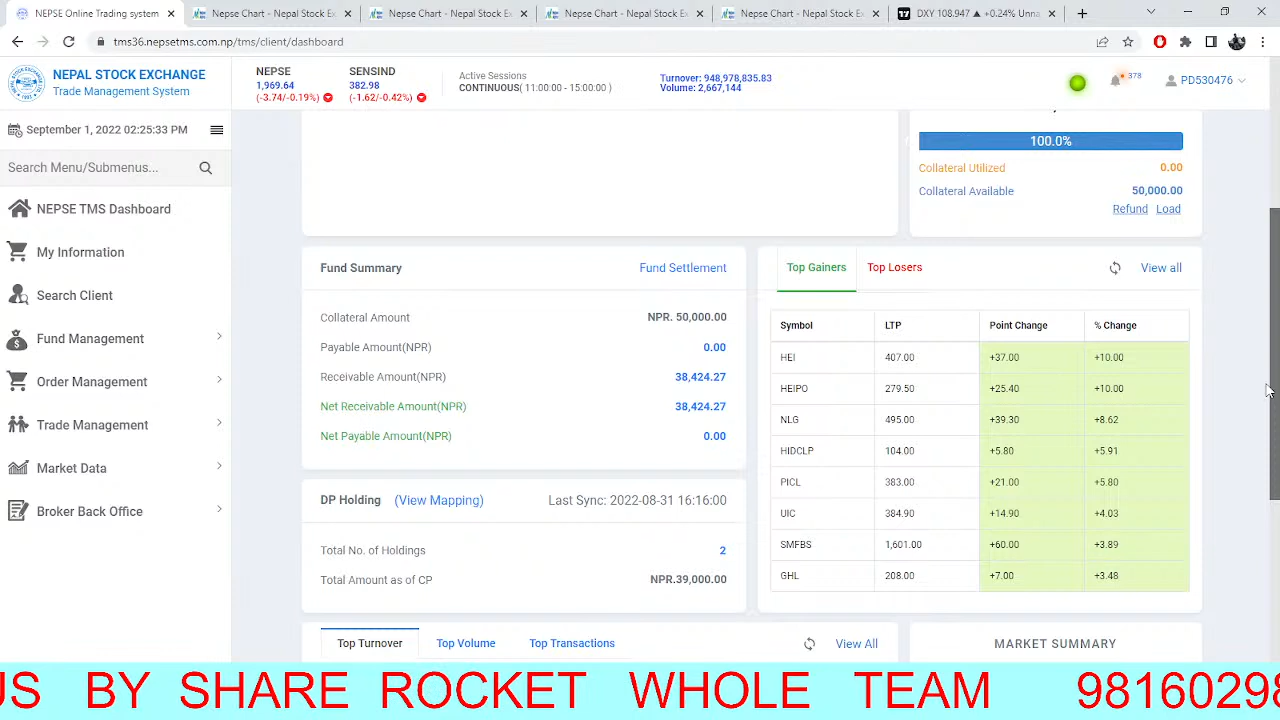 NEPSE Online Trading system
Nepse Chart - Nepal Stock Ex
Nepse Chart - Nepal Stock Ex
Nepse Chart - Nepal Stock Ex
Nepse Chart - Nepal Stock Ex
DXY 108.947 ▲ +0.24% Unna
tms36.nepsetms.com.np/tms/client/dashboard
NEPAL STOCK EXCHANGE
Trade Management System
NEPSE
1,969.64
(-3.74/-0.19%)
SENSIND
382.98
(-1.62/-0.42%)
Active Sessions
CONTINUOUS( 11:00:00 - 15:00:00 )
Turnover: 948,978,835.83
Volume: 2,667,144
378
PD530476
September 1, 2022 02:25:33 PM
Search Menu/Submenus...
NEPSE TMS Dashboard
My Information
Search Client
Fund Management
Order Management
Trade Management
Market Data
Broker Back Office
100.0%
Collateral Utilized 0.00
Collateral Available 50,000.00
Refund Load
Fund Summary Fund Settlement
Collateral Amount NPR. 50,000.00
Payable Amount(NPR) 0.00
Receivable Amount(NPR) 38,424.27
Net Receivable Amount(NPR) 38,424.27
Net Payable Amount(NPR) 0.00
DP Holding (View Mapping) Last Sync: 2022-08-31 16:16:00
Total No. of Holdings 2
Total Amount as of CP NPR.39,000.00
Top Gainers Top Losers View all
Symbol LTP Point Change % Change
HEI 407.00 +37.00 +10.00
HEIPO 279.50 +25.40 +10.00
NLG 495.00 +39.30 +8.62
HIDCLP 104.00 +5.80 +5.91
PICL 383.00 +21.00 +5.80
UIC 384.90 +14.90 +4.03
SMFBS 1,601.00 +60.00 +3.89
GHL 208.00 +7.00 +3.48
Top Turnover Top Volume Top Transactions View All
MARKET SUMMARY
US BY SHARE ROCKET WHOLE TEAM 98160298